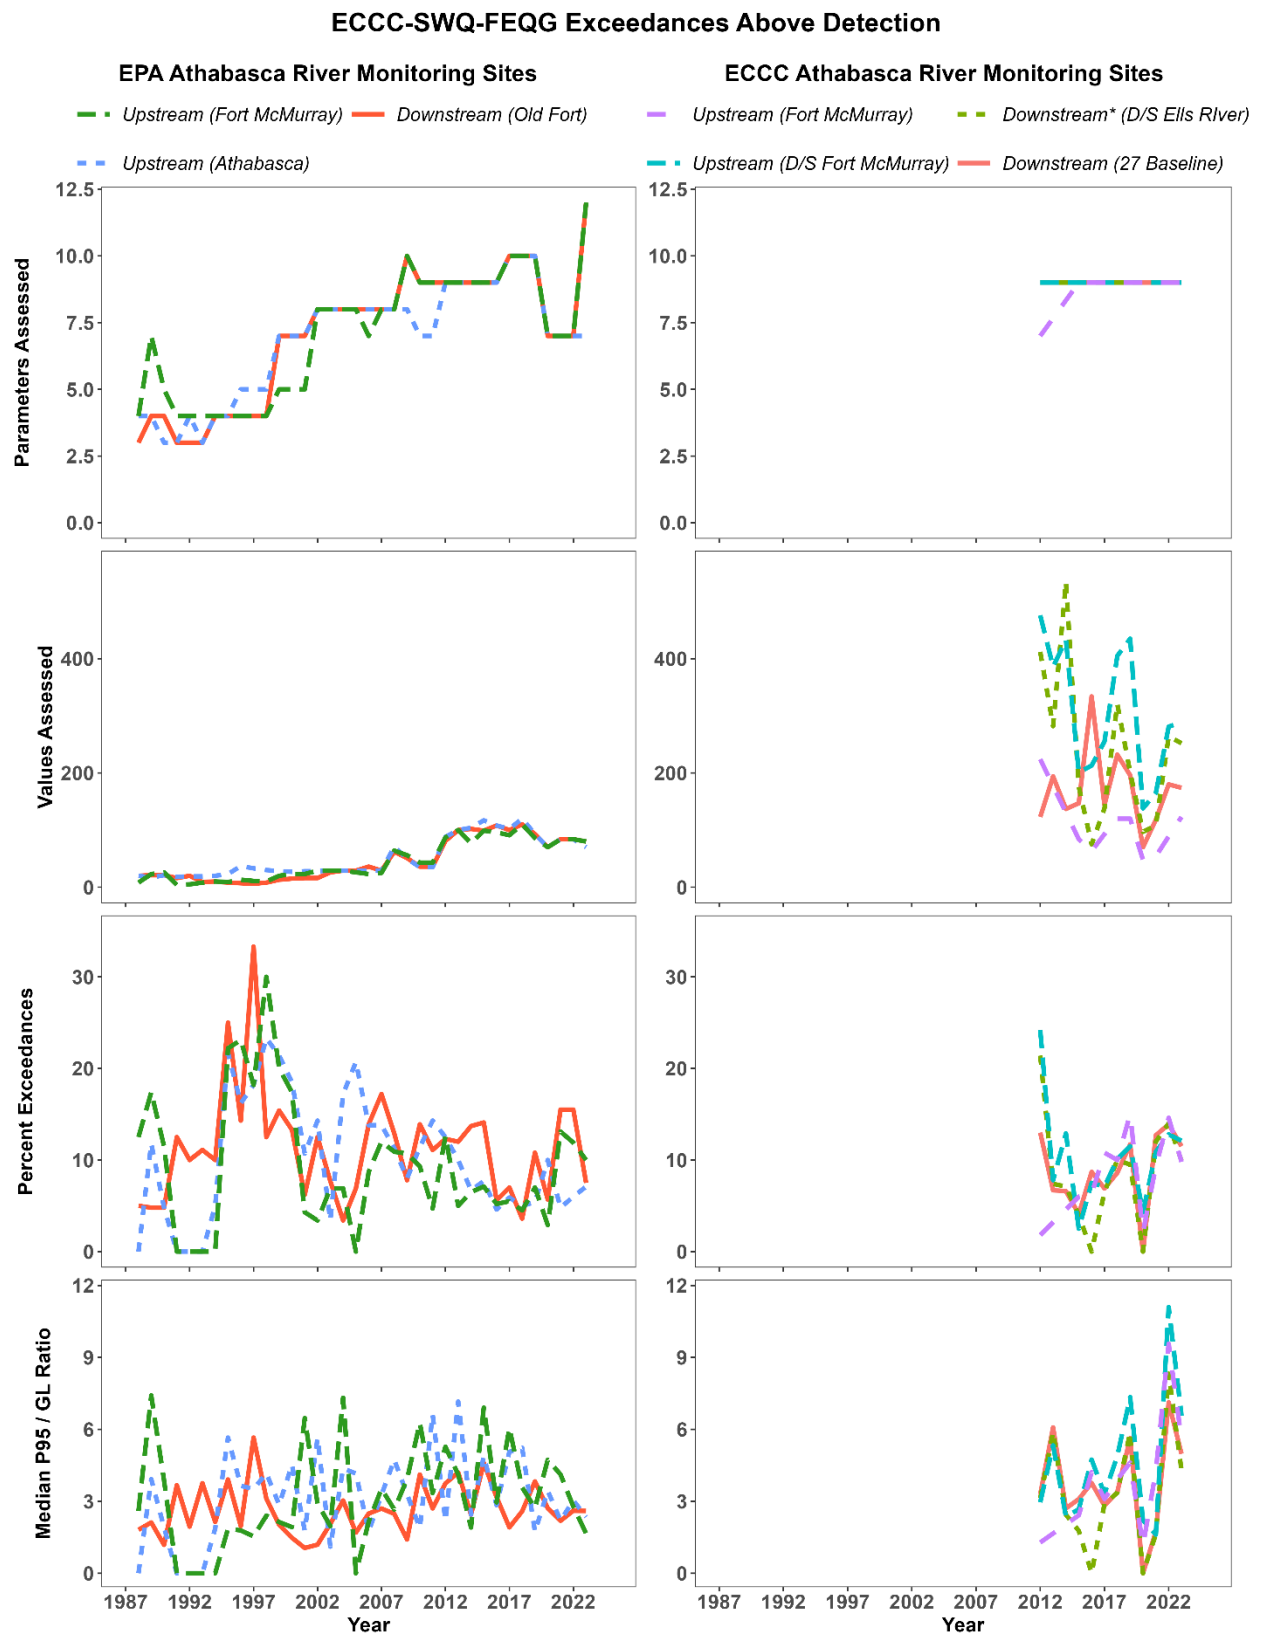 ECCC-SWQ-FEQG Exceedances Above Detection
EPA Athabasca River Monitoring Sites
Upstream (Fort McMurray)
Downstream (Old Fort)
Upstream (Athabasca)
ECCC Athabasca River Monitoring Sites
Upstream (Fort McMurray)
Downstream* (D/S Ells RIver)
Upstream (D/S Fort McMurray)
Downstream (27 Baseline)
Parameters Assessed
12.5
10.0
7.5
5.0
2.5
0.0
12.5
10.0
7.5
5.0
2.5
0.0
Values Assessed
400
200
0
400
200
0
Percent Exceedances
30
20
10
0
30
20
10
0
Median P95 / GL Ratio
12
9
6
3
0
12
9
6
3
0
1987 1992 1997 2002 2007 2012 2017 2022
Year
1987 1992 1997 2002 2007 2012 2017 2022
Year